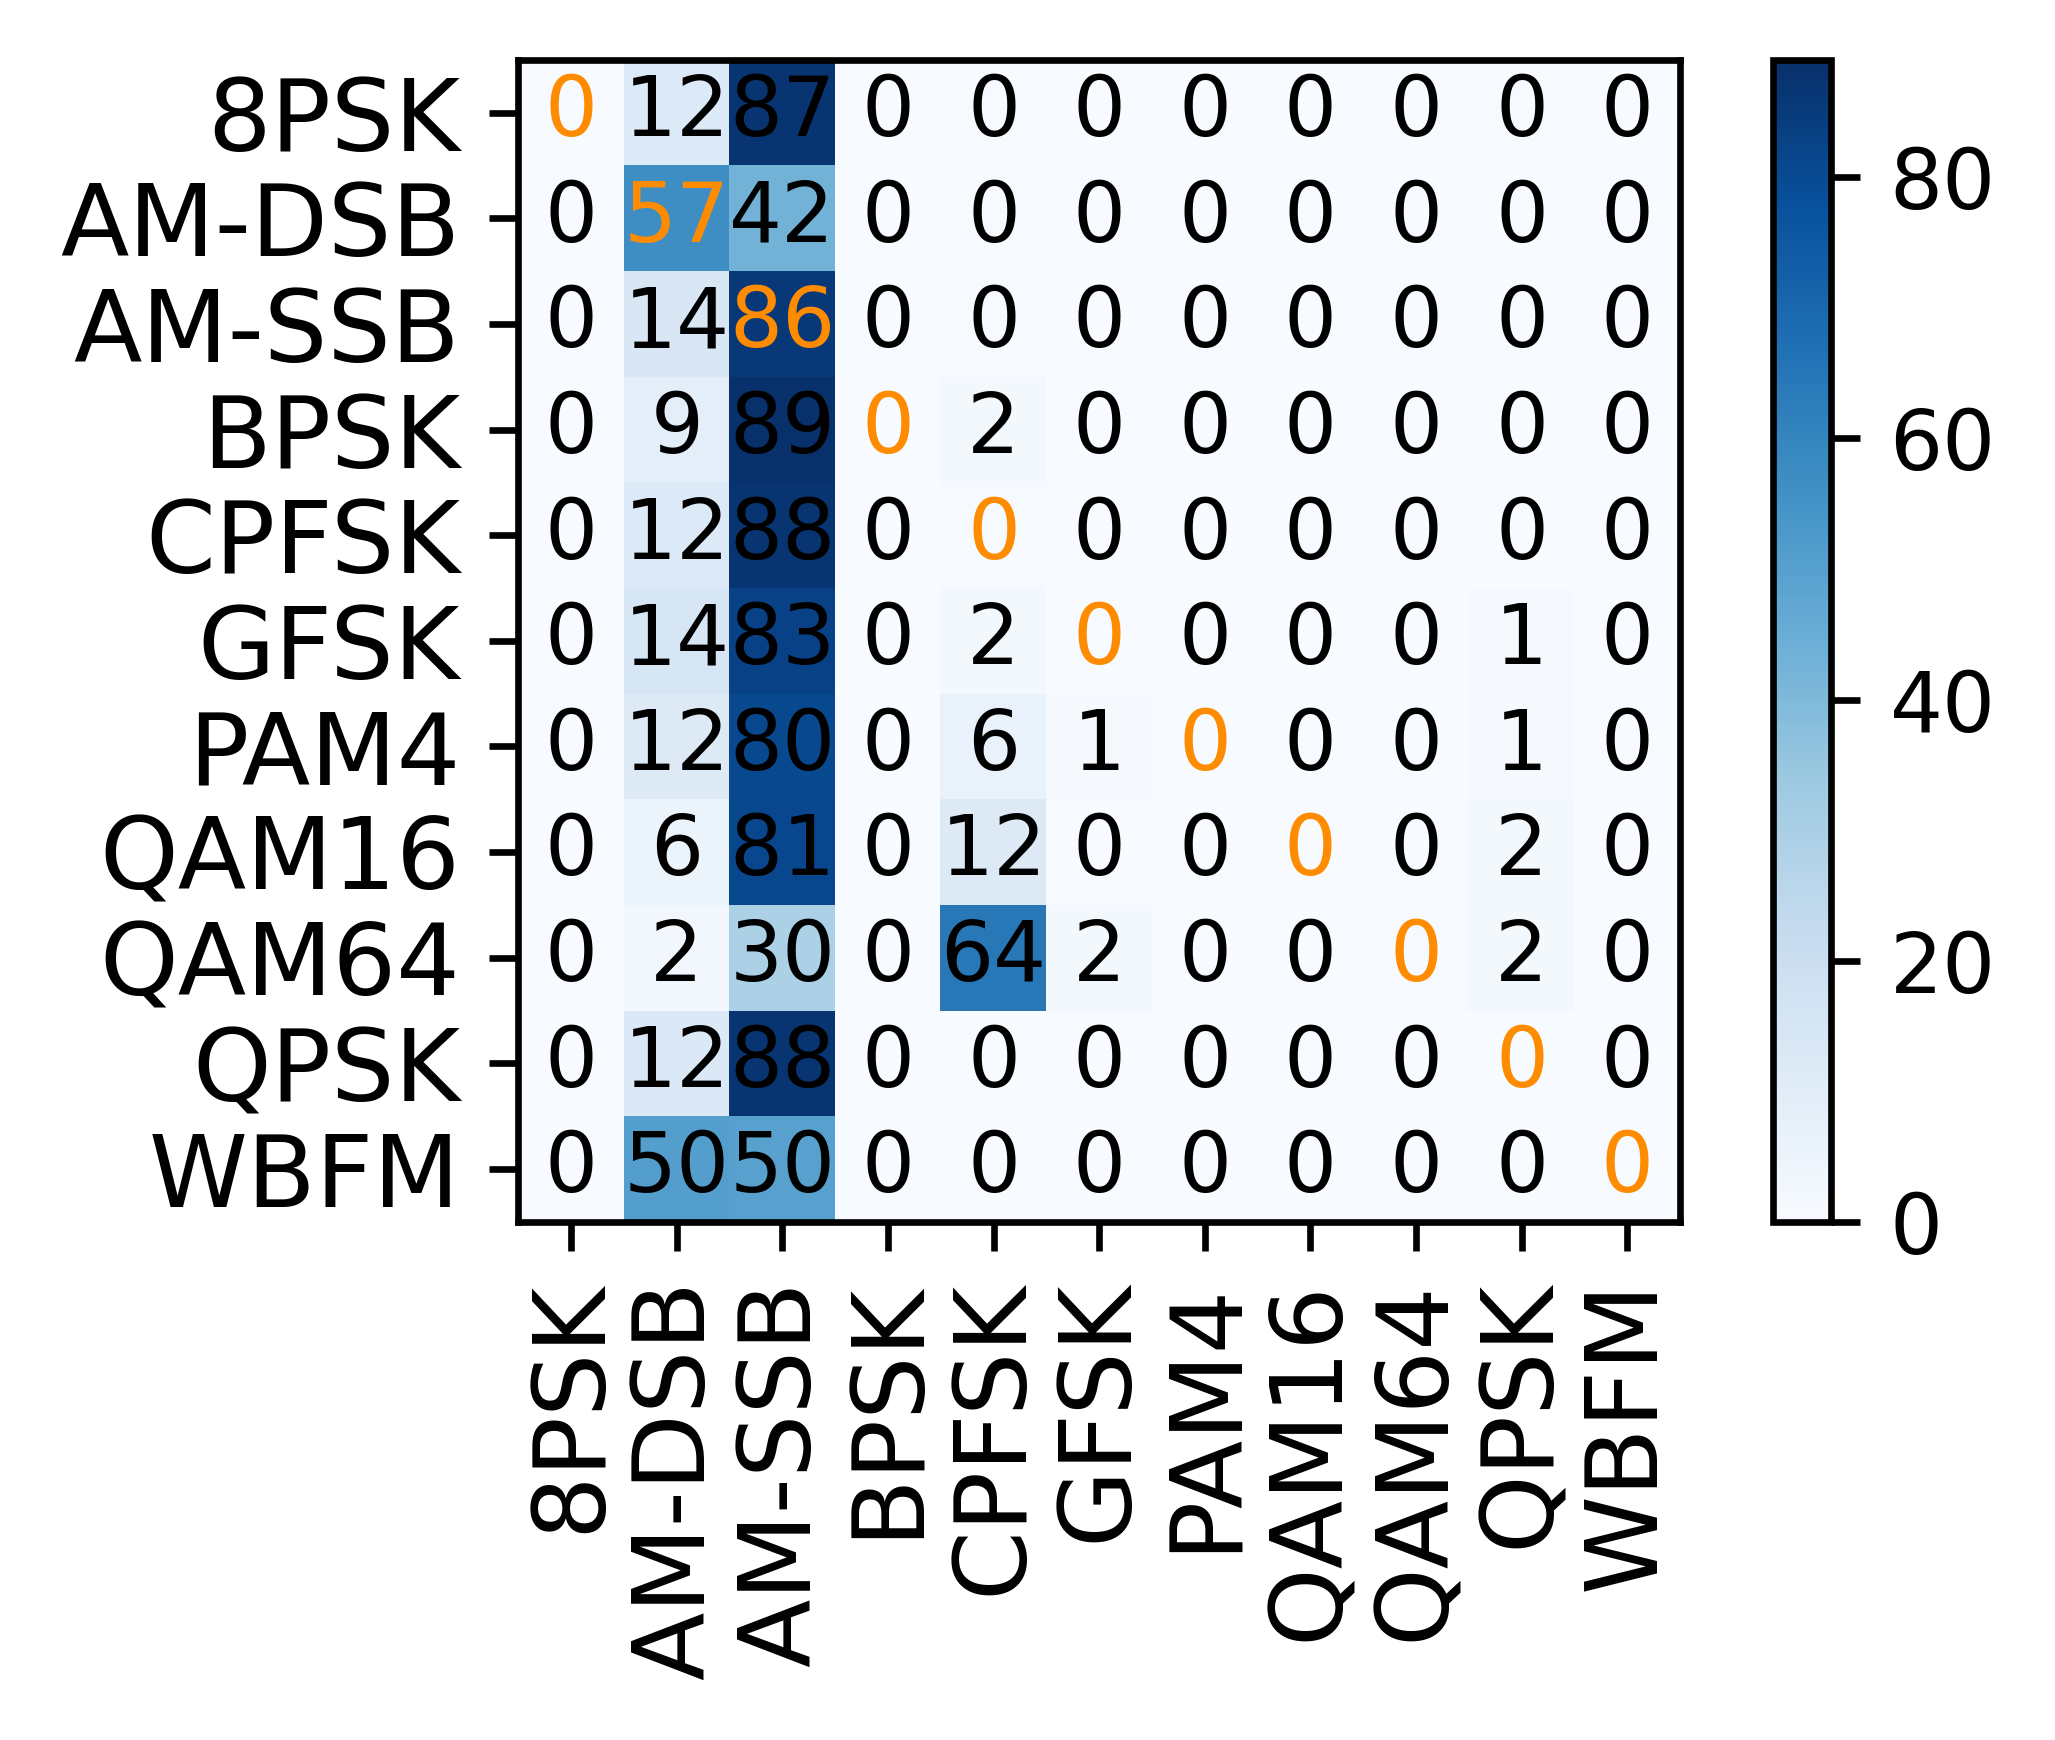 8PSK 0 12 87 0 0 0 0 0 0 0 0
AM-DSB 0 57 42 0 0 0 0 0 0 0 0
AM-SSB 0 14 86 0 0 0 0 0 0 0 0
BPSK 0 9 89 0 2 0 0 0 0 0 0
CPFSK 0 12 88 0 0 0 0 0 0 0 0
GFSK 0 14 83 0 2 0 0 0 0 1 0
PAM4 0 12 80 0 6 1 0 0 0 1 0
QAM16 0 6 81 0 12 0 0 0 0 2 0
QAM64 0 2 30 0 64 2 0 0 0 2 0
QPSK 0 12 88 0 0 0 0 0 0 0 0
WBFM 0 50 50 0 0 0 0 0 0 0 0
8PSK
AM-DSB
AM-SSB
BPSK
CPFSK
GFSK
PAM4
QAM16
QAM64
QPSK
WBFM
80
60
40
20
0